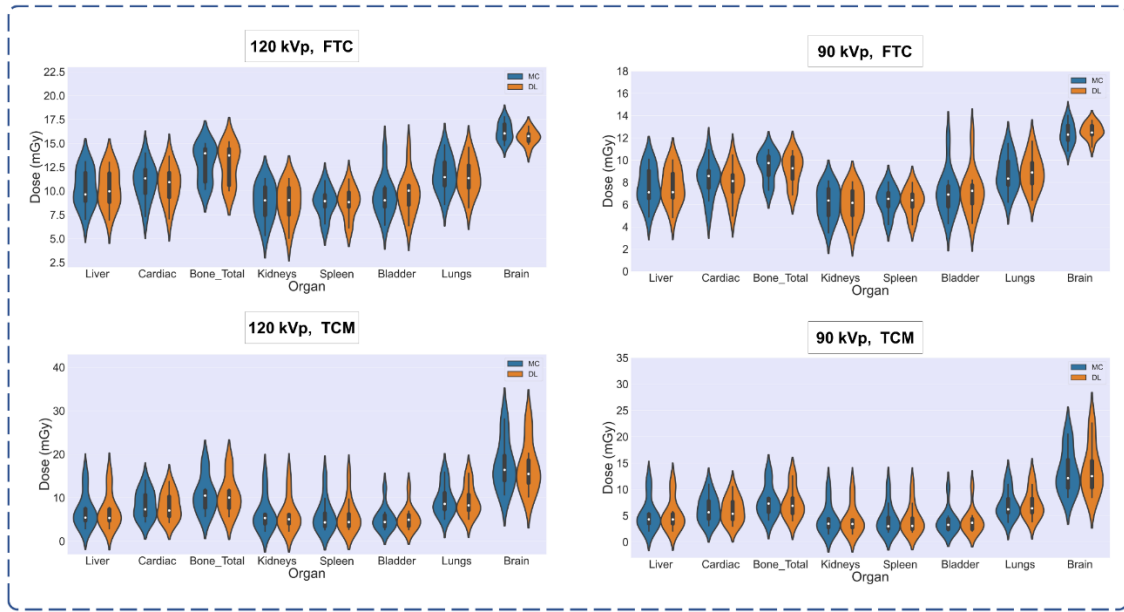 120 kVp, FTC
22.5
20.0
17.5
15.0
12.5
10.0
7.5
5.0
2.5
Dose (mGy)
MC
DL
Liver Cardiac Bone_Total Kidneys Spleen Bladder Lungs Brain
Organ
90 kVp, FTC
18
16
14
12
10
8
6
4
2
0
Dose (mGy)
MC
DL
Liver Cardiac Bone_Total Kidneys Spleen Bladder Lungs Brain
Organ
120 kVp, TCM
40
30
20
10
0
Dose (mGy)
MC
DL
Liver Cardiac Bone_Total Kidneys Spleen Bladder Lungs Brain
Organ
90 kVp, TCM
35
30
25
20
15
10
5
0
Dose (mGy)
MC
DL
Liver Cardiac Bone_Total Kidneys Spleen Bladder Lungs Brain
Organ